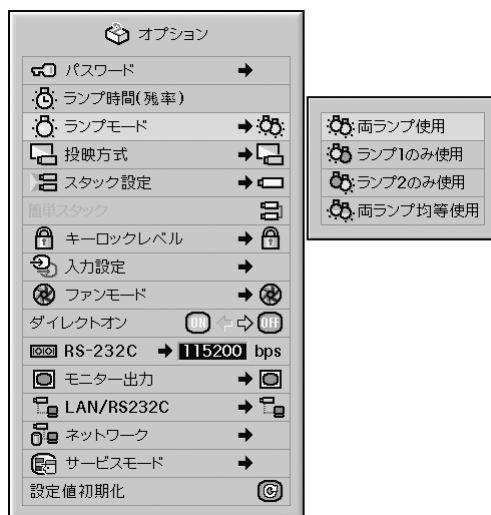 オプション
パスワード
ランプ時間(残率)
ランプモード
投映方式
スタック設定
簡単スタック
キーロックレベル
入力設定
ファンモード
ダイレクトオン ON OFF
RS-232C 115200 bps
モニター出力
LAN/RS232C
ネットワーク
サービスモード
設定値初期化
両ランプ使用
ランプ1のみ使用
ランプ2のみ使用
両ランプ均等使用